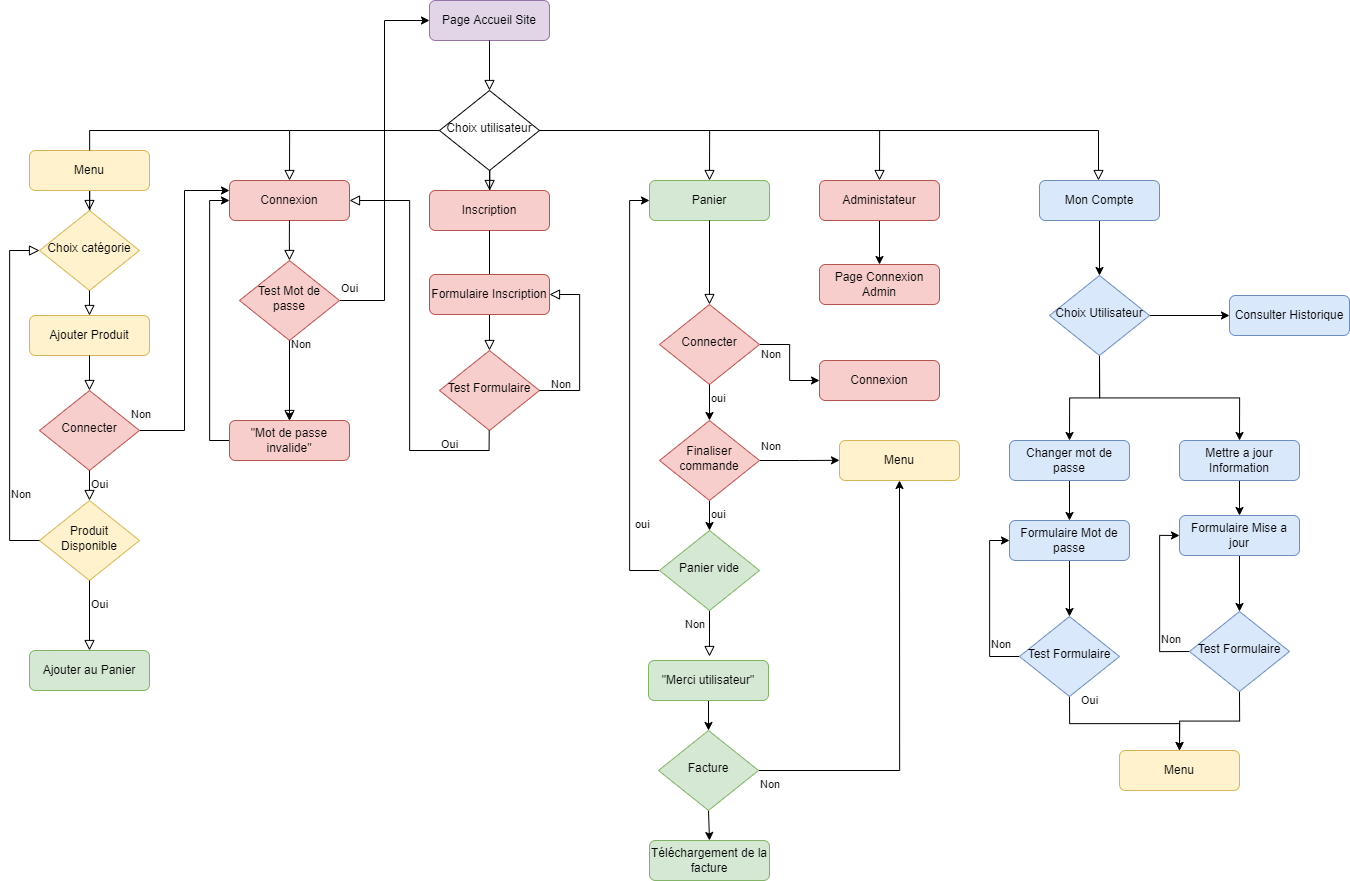 Page Accueil Site
Choix utilisateur
Menu
Choix catégorie
Ajouter Produit
Connecter
Non
Oui
Non
Produit
Disponible
Oui
Ajouter au Panier
Connexion
Test Mot de
passe
Oui
Non
"Mot de passe
invalide"
Inscription
Formulaire Inscription
Test Formulaire
Non
Oui
Panier
Connecter
Non
Connexion
oui
Finaliser
commande
Non
Menu
oui
oui
Panier vide
Non
"Merci utilisateur"
Facture
Non
Téléchargement de la
facture
Administateur
Page Connexion
Admin
Mon Compte
Choix Utilisateur
Consulter Historique
Changer mot de
passe
Formulaire Mot de
passe
Non
Test Formulaire
Oui
Mettre a jour
Information
Formulaire Mise a
jour
Non
Test Formulaire
Menu